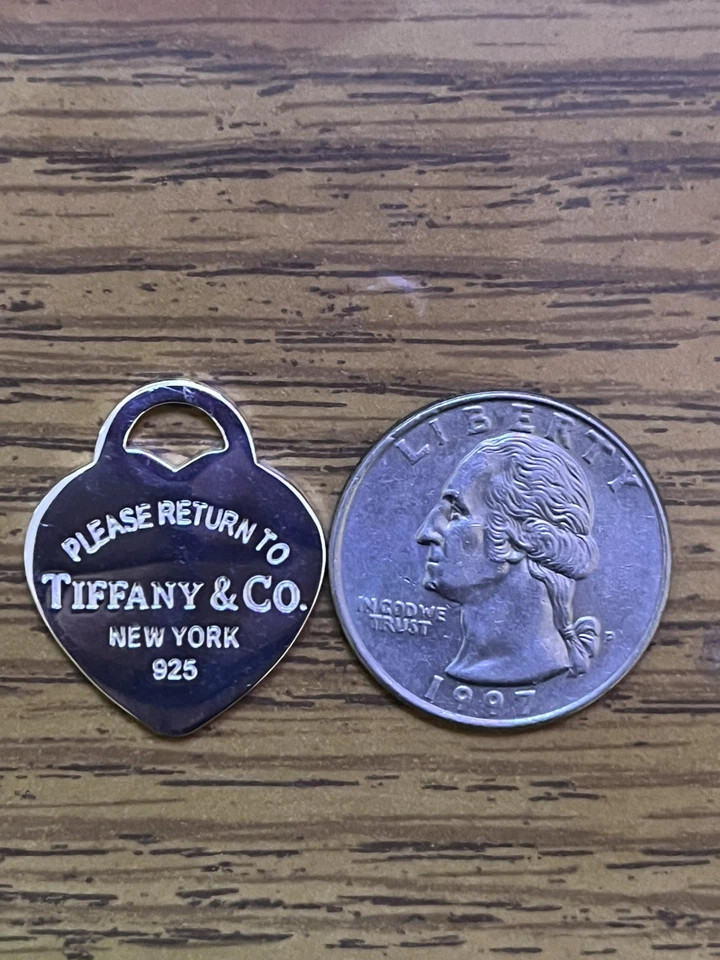 PLEASE RETURN TO
TIFFANY & CO.
NEW YORK
925
LIBERTY
IN GOD WE
TRUST
P
1997